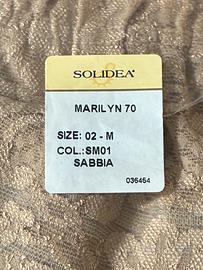 SOLIDEA®
MARILYN 70
SIZE: 02 - M
COL.:SM01
SABBIA
036464